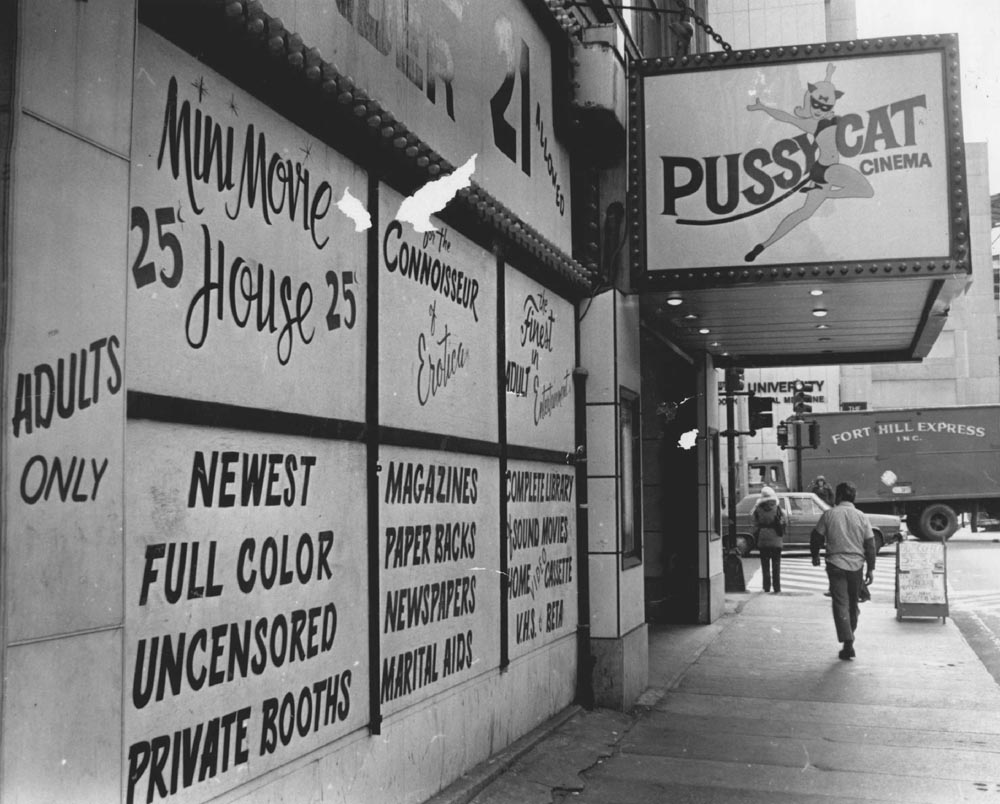 21
ALLOWED
Mini Movie
25¢ House 25¢
for the
CONNOISSEUR
of
Erotica
The
Finest
in
ADULT
Entertainment
ADULTS
ONLY
NEWEST
FULL COLOR
UNCENSORED
PRIVATE BOOTHS
MAGAZINES
PAPER BACKS
NEWSPAPERS
MARITAL AIDS
COMPLETE LIBRARY
SOUND MOVIES
HOME VIDEO CASSETTE
V.H.S. & BETA
PUSSYCAT
CINEMA
UNIVERSITY
FORT HILL EXPRESS
INC.